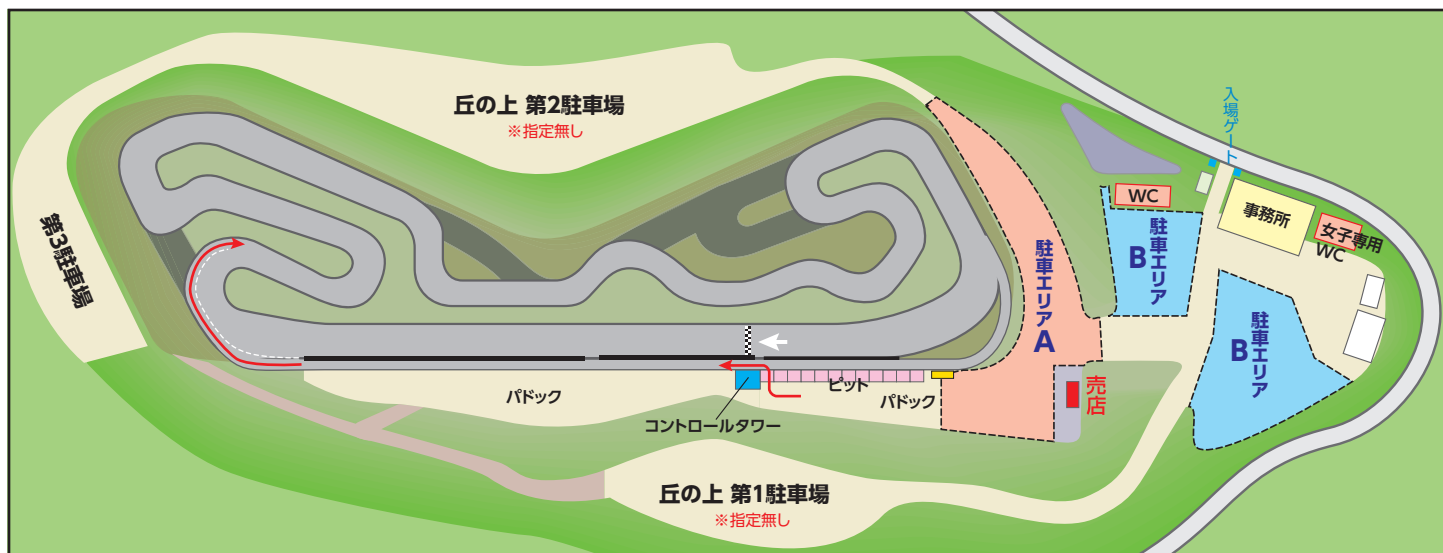 丘の上 第2駐車場
※指定無し
入場ゲート
WC
事務所
女子専用
WC
第3駐車場
駐車エリア
B
駐車エリア
A
駐車エリア
B
パドック
ピット
パドック
売店
コントロールタワー
丘の上 第1駐車場
※指定無し